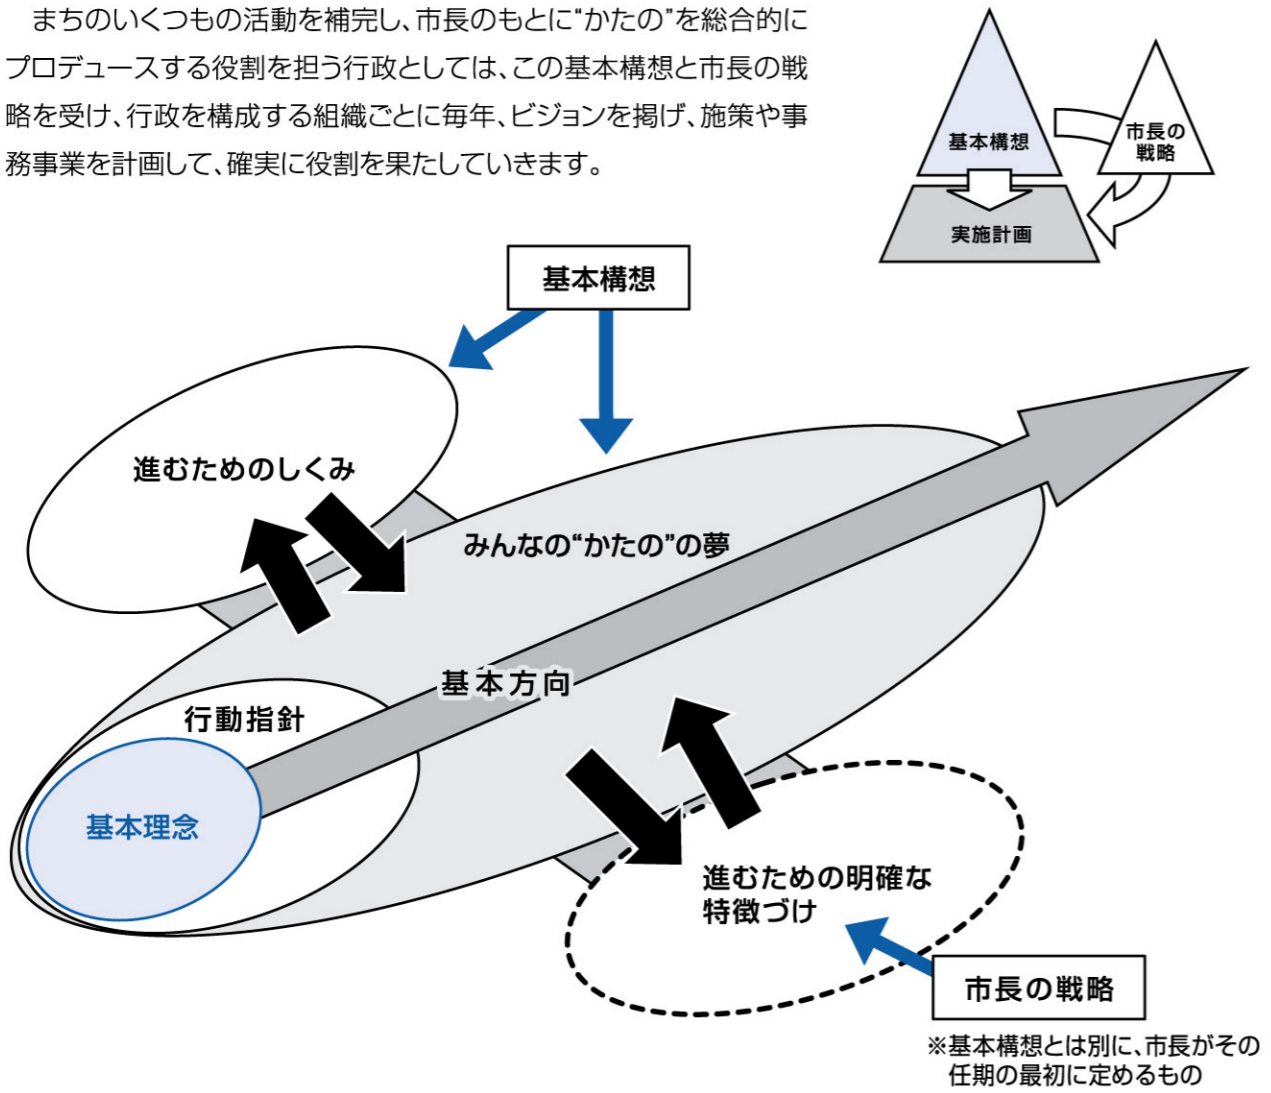 まちのいくつもの活動を補完し、市長のもとに“かたの”を総合的に
プロデュースする役割を担う行政としては、この基本構想と市長の戦
略を受け、行政を構成する組織ごとに毎年、ビジョンを掲げ、施策や事
務事業を計画して、確実に役割を果たしていきます。
基本構想
市長の
戦略
実施計画
基本構想
進むためのしくみ
みんなの“かたの”の夢
基本方向
行動指針
基本理念
進むための明確な
特徴づけ
市長の戦略
※基本構想とは別に、市長がその
任期の最初に定めるもの